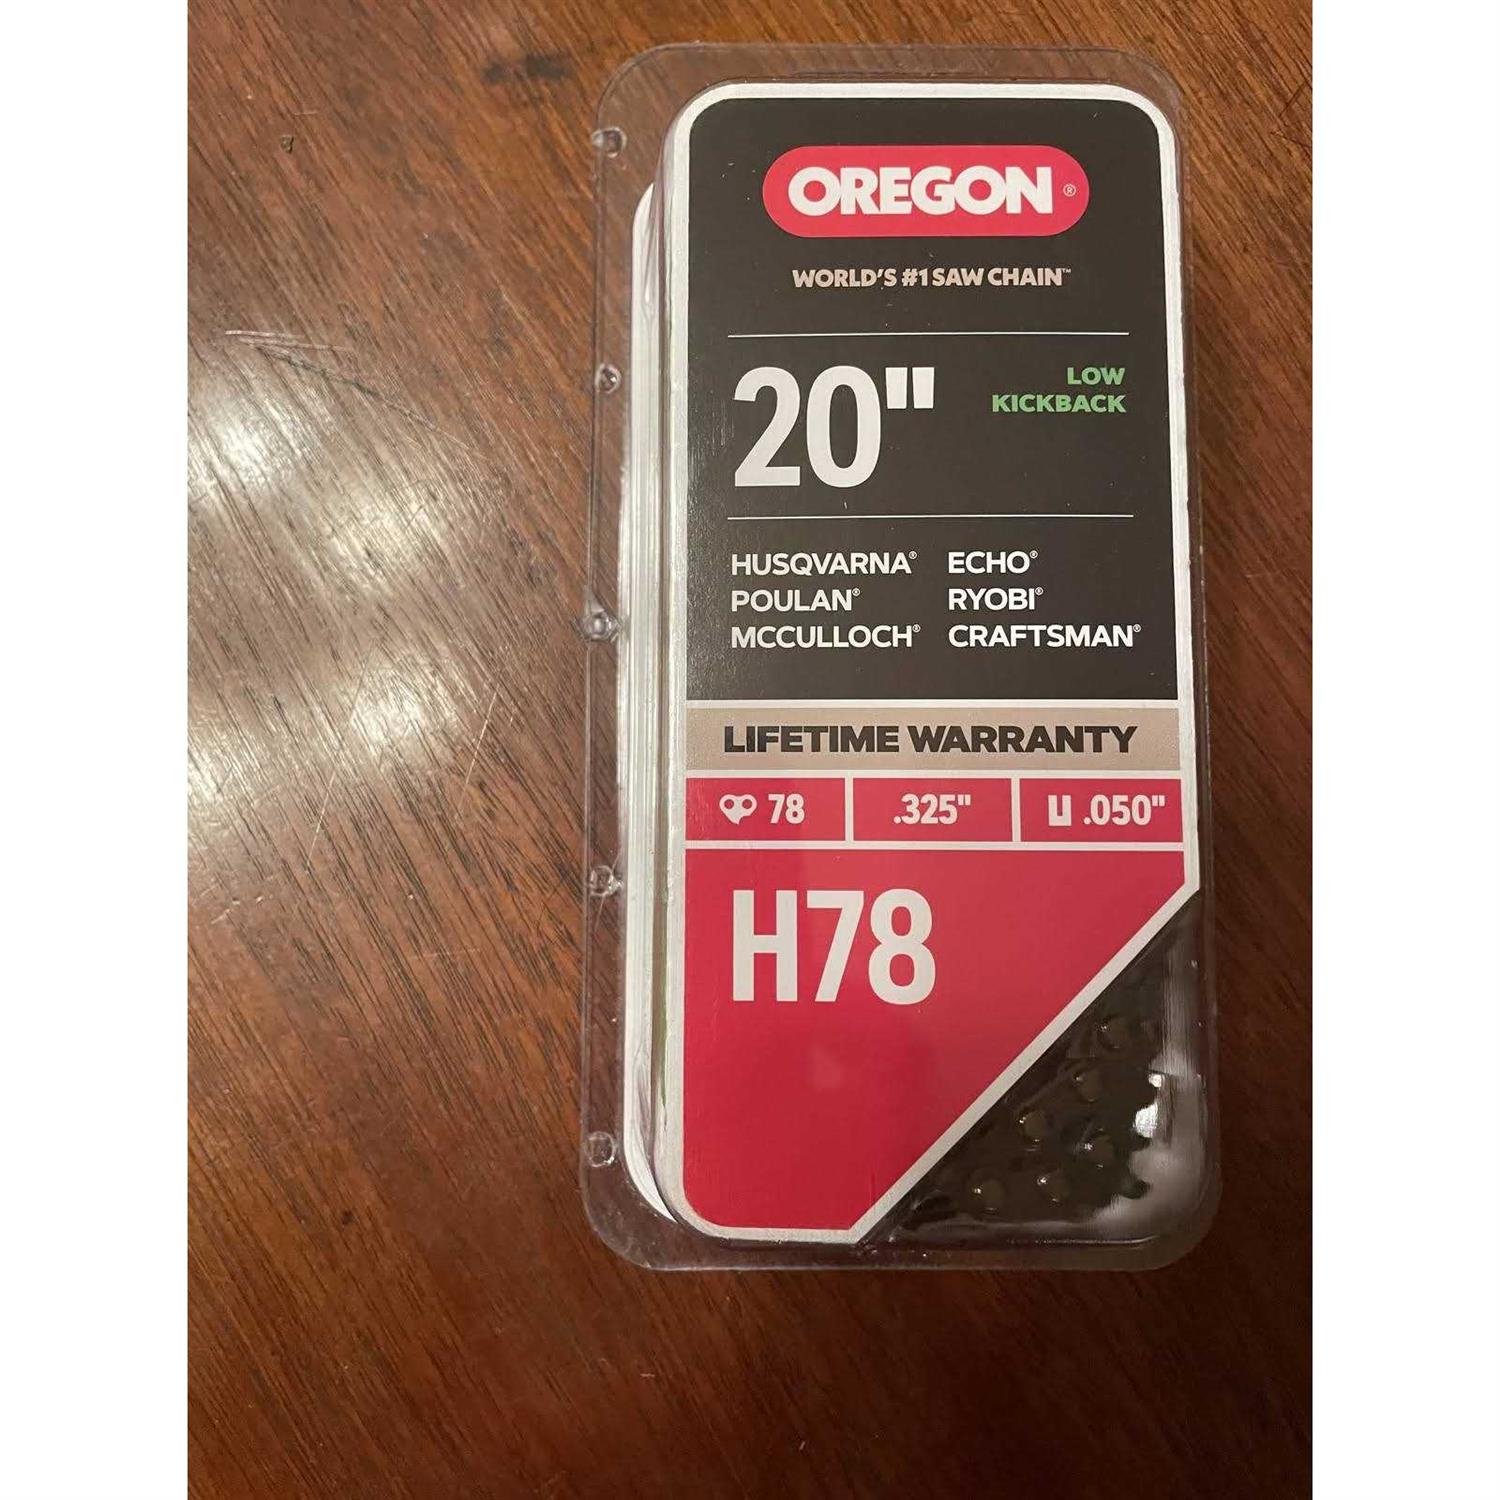 OREGON®
WORLD'S #1 SAW CHAIN™
20" LOW
KICKBACK
HUSQVARNA® ECHO®
POULAN® RYOBI®
MCCULLOCH® CRAFTSMAN®
LIFETIME WARRANTY
78 .325" .050"
H78